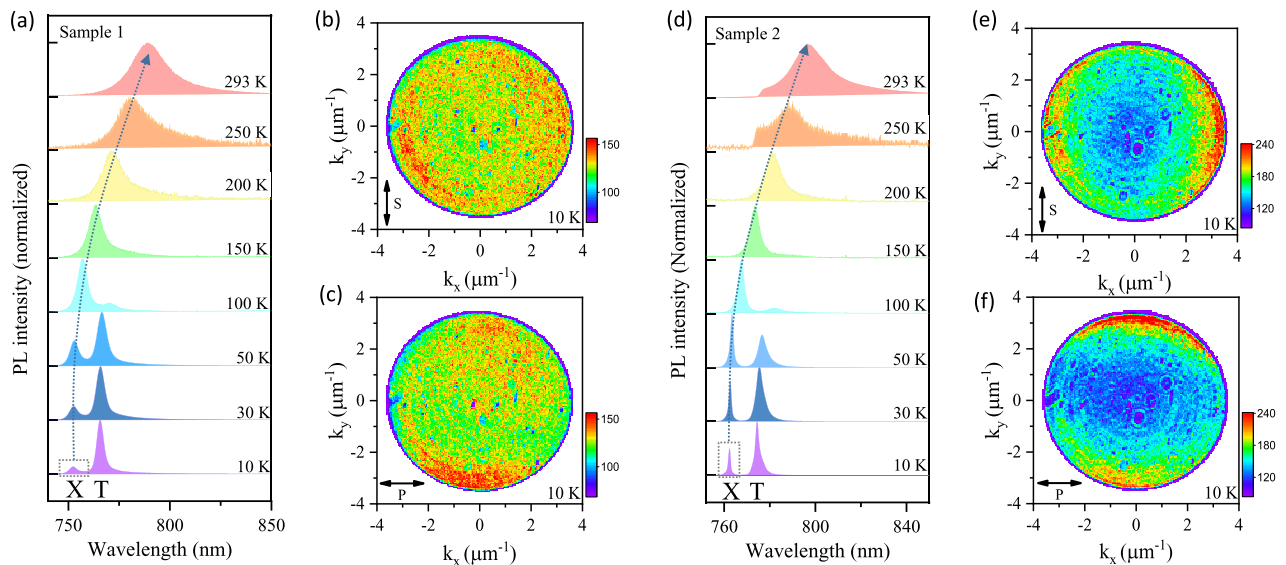 (a)
Sample 1
293 K
250 K
200 K
150 K
100 K
50 K
30 K
10 K
X T
PL intensity (normalized)
750 800 850
Wavelength (nm)
(b)
4
2
0
-2
-4
k_y (μm⁻¹)
S
10 K
150
100
-4 -2 0 2 4
k_x (μm⁻¹)
(c)
4
2
0
-2
-4
k_y (μm⁻¹)
P
10 K
150
100
-4 -2 0 2 4
k_x (μm⁻¹)
(d)
Sample 2
293 K
250 K
200 K
150 K
100 K
50 K
30 K
10 K
X T
PL intensity (Normalized)
760 800 840
Wavelength (nm)
(e)
4
2
0
-2
-4
k_y (μm⁻¹)
S
10 K
240
180
120
-4 -2 0 2 4
k_x (μm⁻¹)
(f)
4
2
0
-2
-4
k_y (μm⁻¹)
P
10 K
240
180
120
-4 -2 0 2 4
k_x (μm⁻¹)